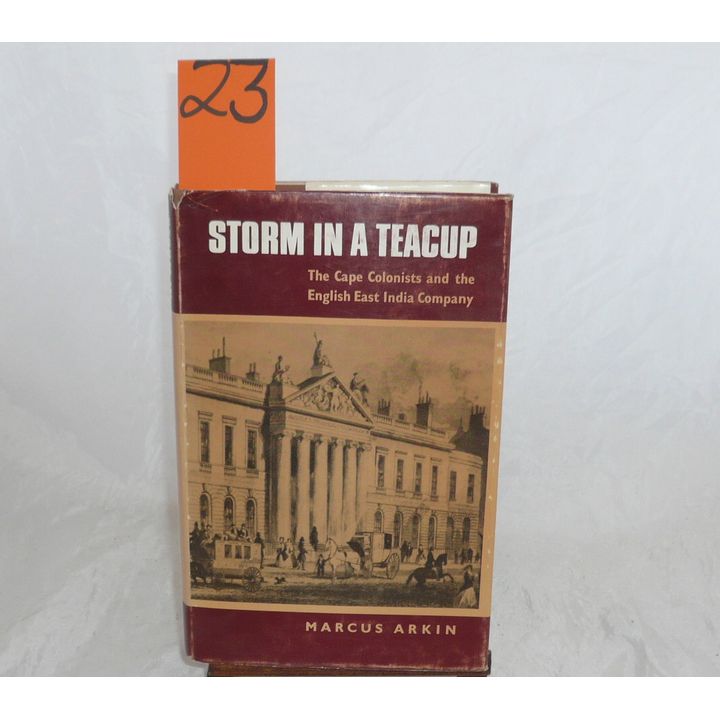 23
STORM IN A TEACUP
The Cape Colonists and the
English East India Company
MARCUS ARKIN